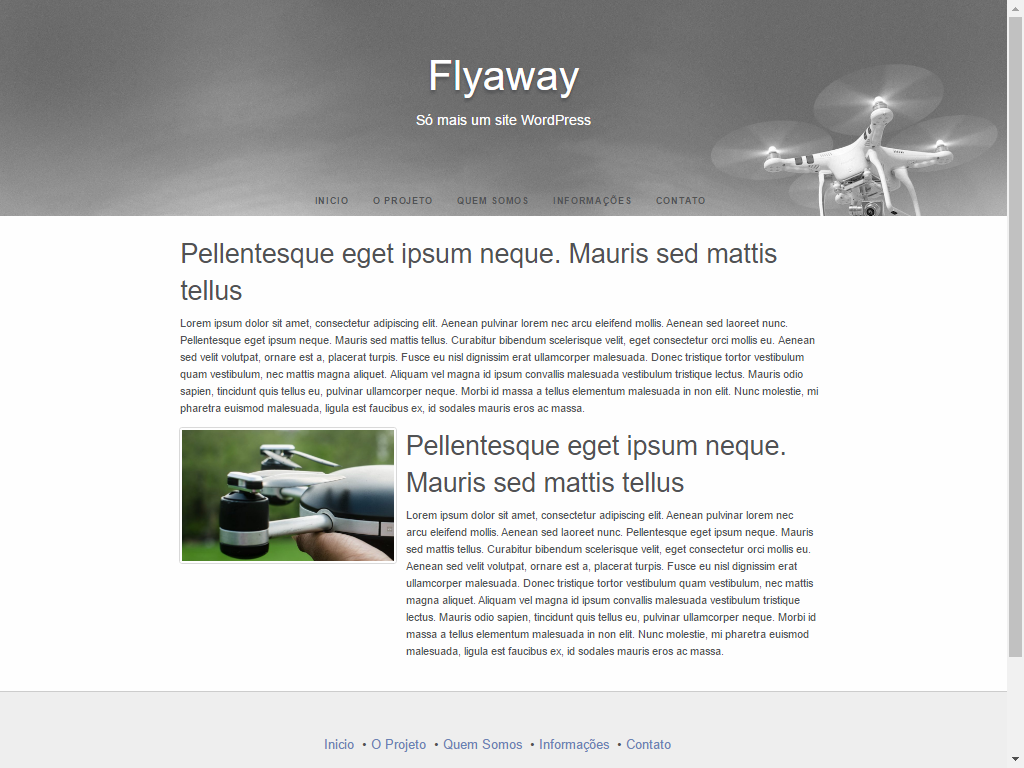 Flyaway
Só mais um site WordPress
INICIO O PROJETO QUEM SOMOS INFORMAÇÕES CONTATO
Pellentesque eget ipsum neque. Mauris sed mattis
tellus
Lorem ipsum dolor sit amet, consectetur adipiscing elit. Aenean pulvinar lorem nec arcu eleifend mollis. Aenean sed laoreet nunc.
Pellentesque eget ipsum neque. Mauris sed mattis tellus. Curabitur bibendum scelerisque velit, eget consectetur orci mollis eu. Aenean
sed velit volutpat, ornare est a, placerat turpis. Fusce eu nisl dignissim erat ullamcorper malesuada. Donec tristique tortor vestibulum
quam vestibulum, nec mattis magna aliquet. Aliquam vel magna id ipsum convallis malesuada vestibulum tristique lectus. Mauris odio
sapien, tincidunt quis tellus eu, pulvinar ullamcorper neque. Morbi id massa a tellus elementum malesuada in non elit. Nunc molestie, mi
pharetra euismod malesuada, ligula est faucibus ex, id sodales mauris eros ac massa.
Pellentesque eget ipsum neque.
Mauris sed mattis tellus
Lorem ipsum dolor sit amet, consectetur adipiscing elit. Aenean pulvinar lorem nec
arcu eleifend mollis. Aenean sed laoreet nunc. Pellentesque eget ipsum neque. Mauris
sed mattis tellus. Curabitur bibendum scelerisque velit, eget consectetur orci mollis eu.
Aenean sed velit volutpat, ornare est a, placerat turpis. Fusce eu nisl dignissim erat
ullamcorper malesuada. Donec tristique tortor vestibulum quam vestibulum, nec mattis
magna aliquet. Aliquam vel magna id ipsum convallis malesuada vestibulum tristique
lectus. Mauris odio sapien, tincidunt quis tellus eu, pulvinar ullamcorper neque. Morbi id
massa a tellus elementum malesuada in non elit. Nunc molestie, mi pharetra euismod
malesuada, ligula est faucibus ex, id sodales mauris eros ac massa.
Inicio • O Projeto • Quem Somos • Informações • Contato